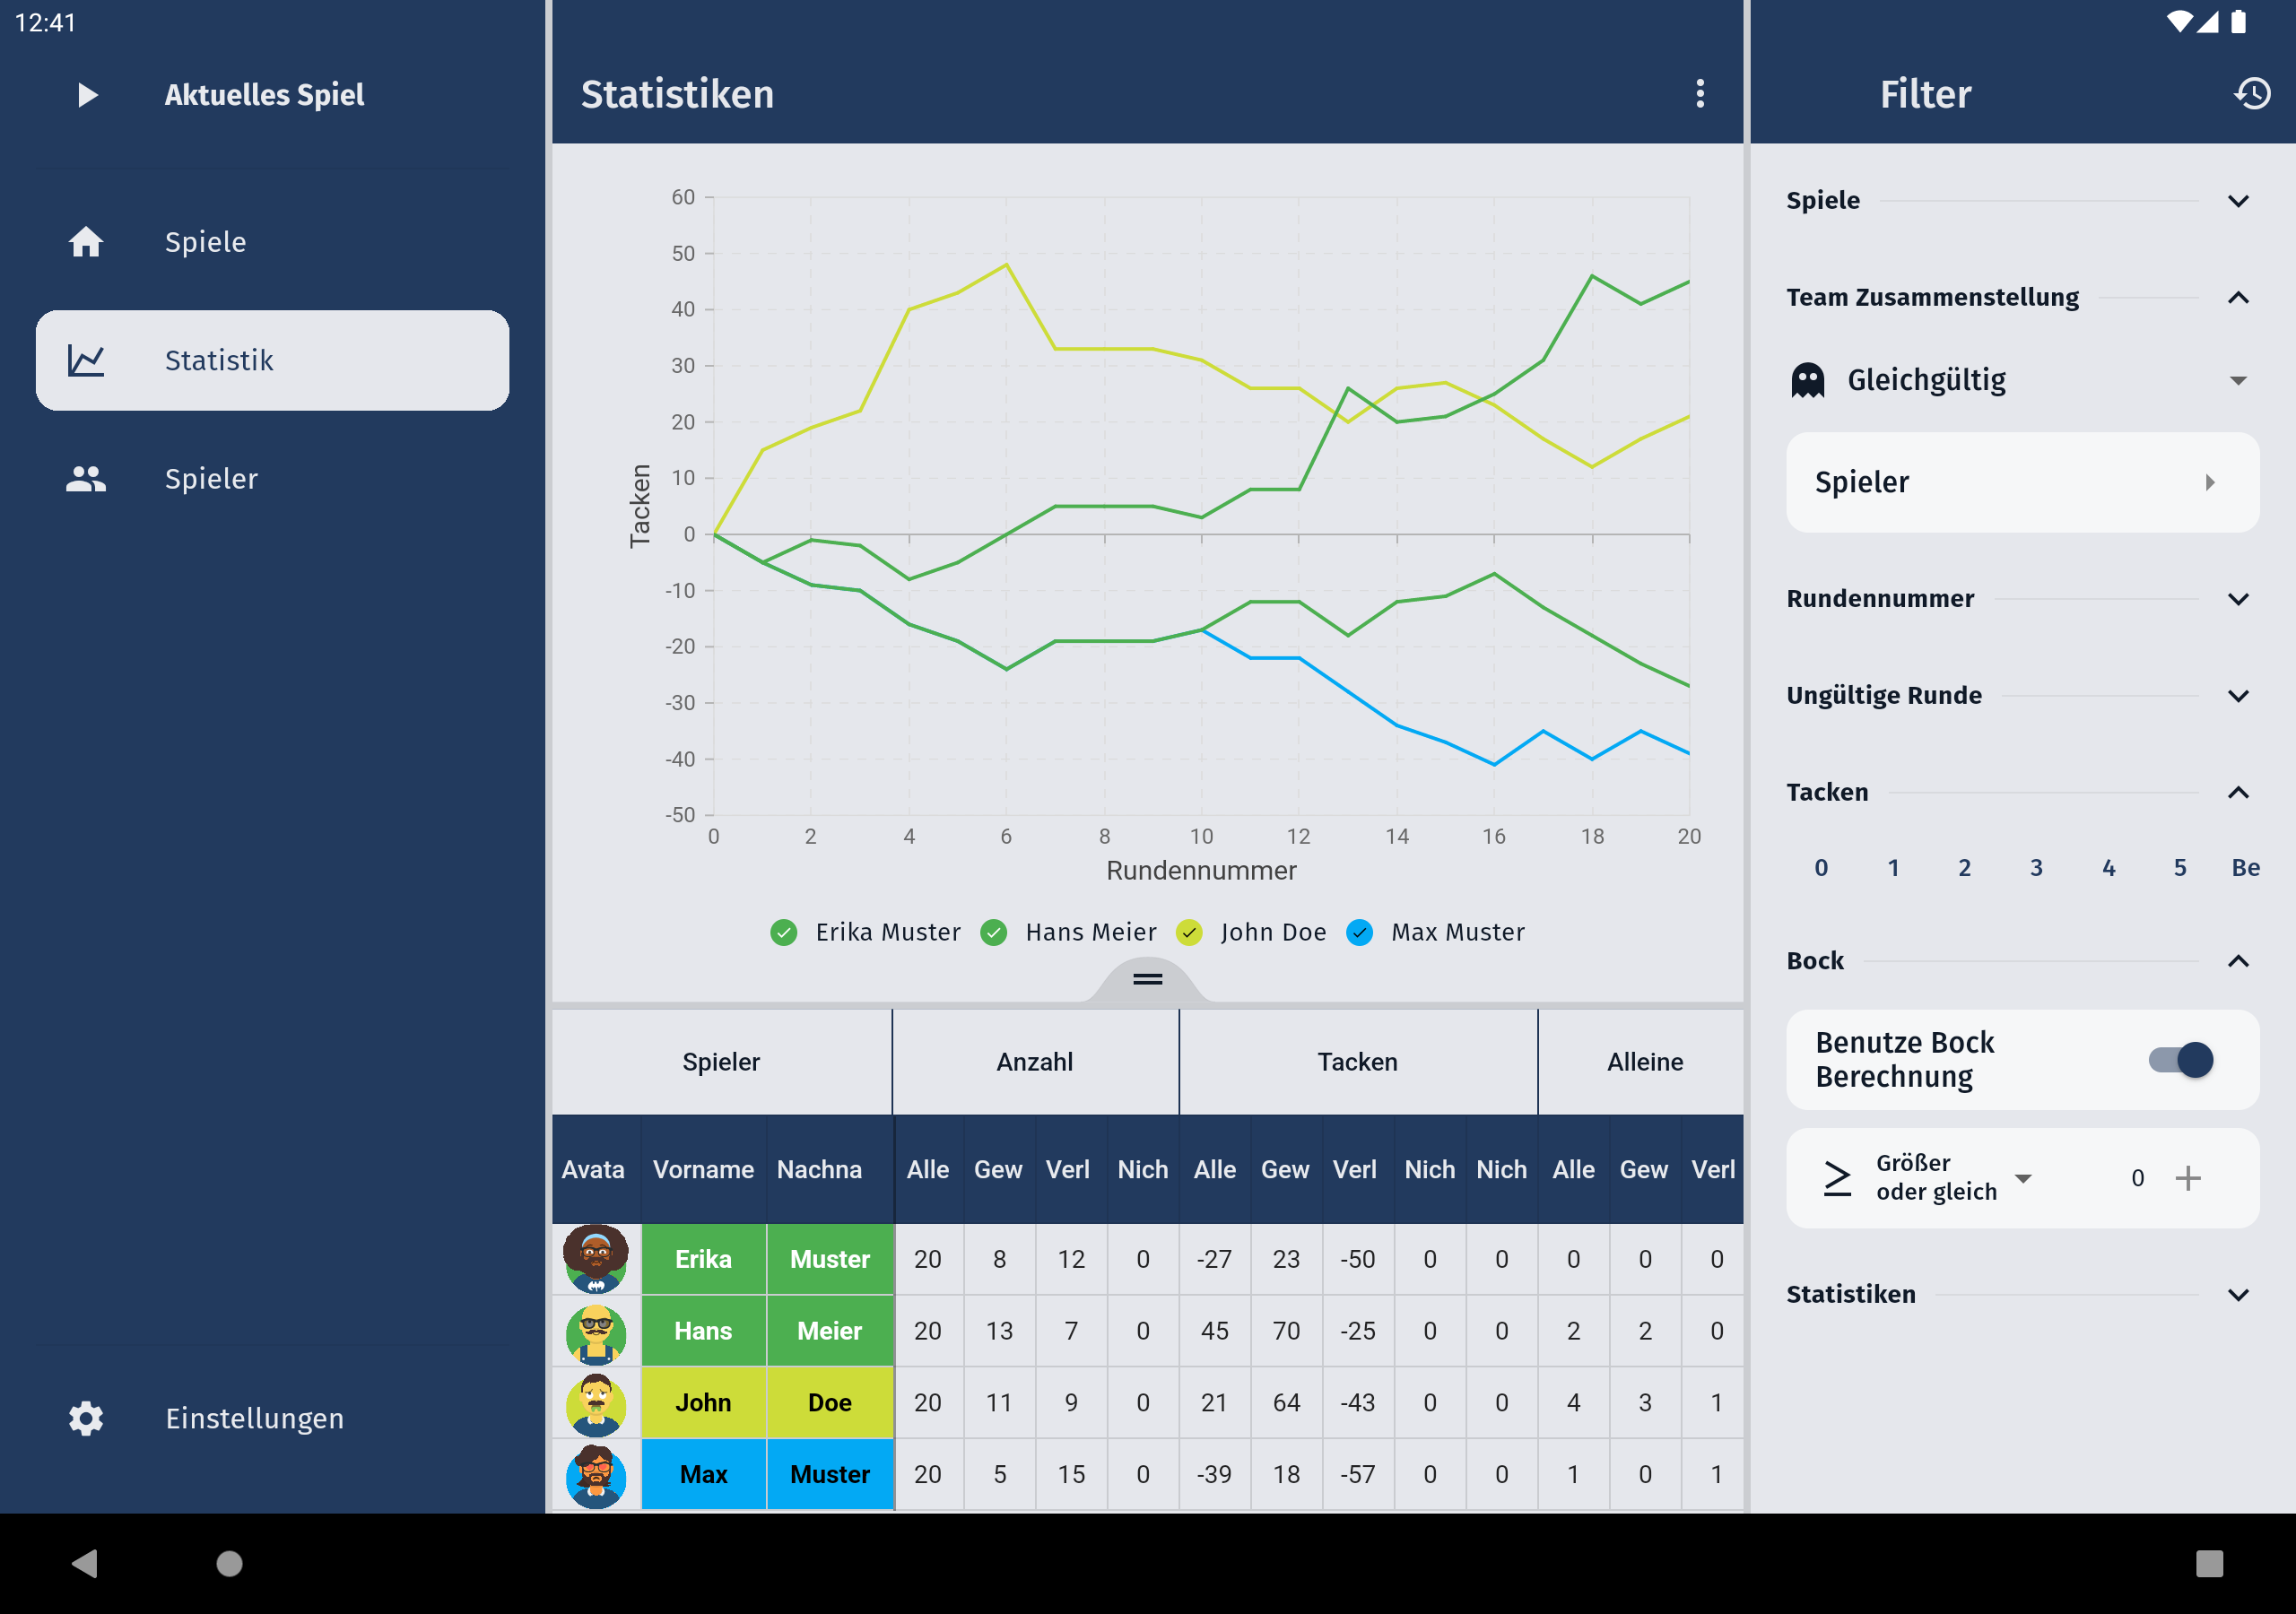 12:41
Aktuelles Spiel
Spiele
Statistik
Spieler
Einstellungen
Statistiken
60
50
40
30
20
10
0
-10
-20
-30
-40
-50
Tacken
0 2 4 6 8 10 12 14 16 18 20
Rundennummer
Erika Muster Hans Meier John Doe Max Muster
Spieler Anzahl Tacken Alleine
Avata Vorname Nachna Alle Gew Verl Nich Alle Gew Verl Nich Nich Alle Gew Verl
Erika Muster 20 8 12 0 -27 23 -50 0 0 0 0 0
Hans Meier 20 13 7 0 45 70 -25 0 0 2 2 0
John Doe 20 11 9 0 21 64 -43 0 0 4 3 1
Max Muster 20 5 15 0 -39 18 -57 0 0 1 0 1
Filter
Spiele
Team Zusammenstellung
Gleichgültig
Spieler
Rundennummer
Ungültige Runde
Tacken
0 1 2 3 4 5 Be
Bock
Benutze Bock
Berechnung
Größer
oder gleich
0
Statistiken